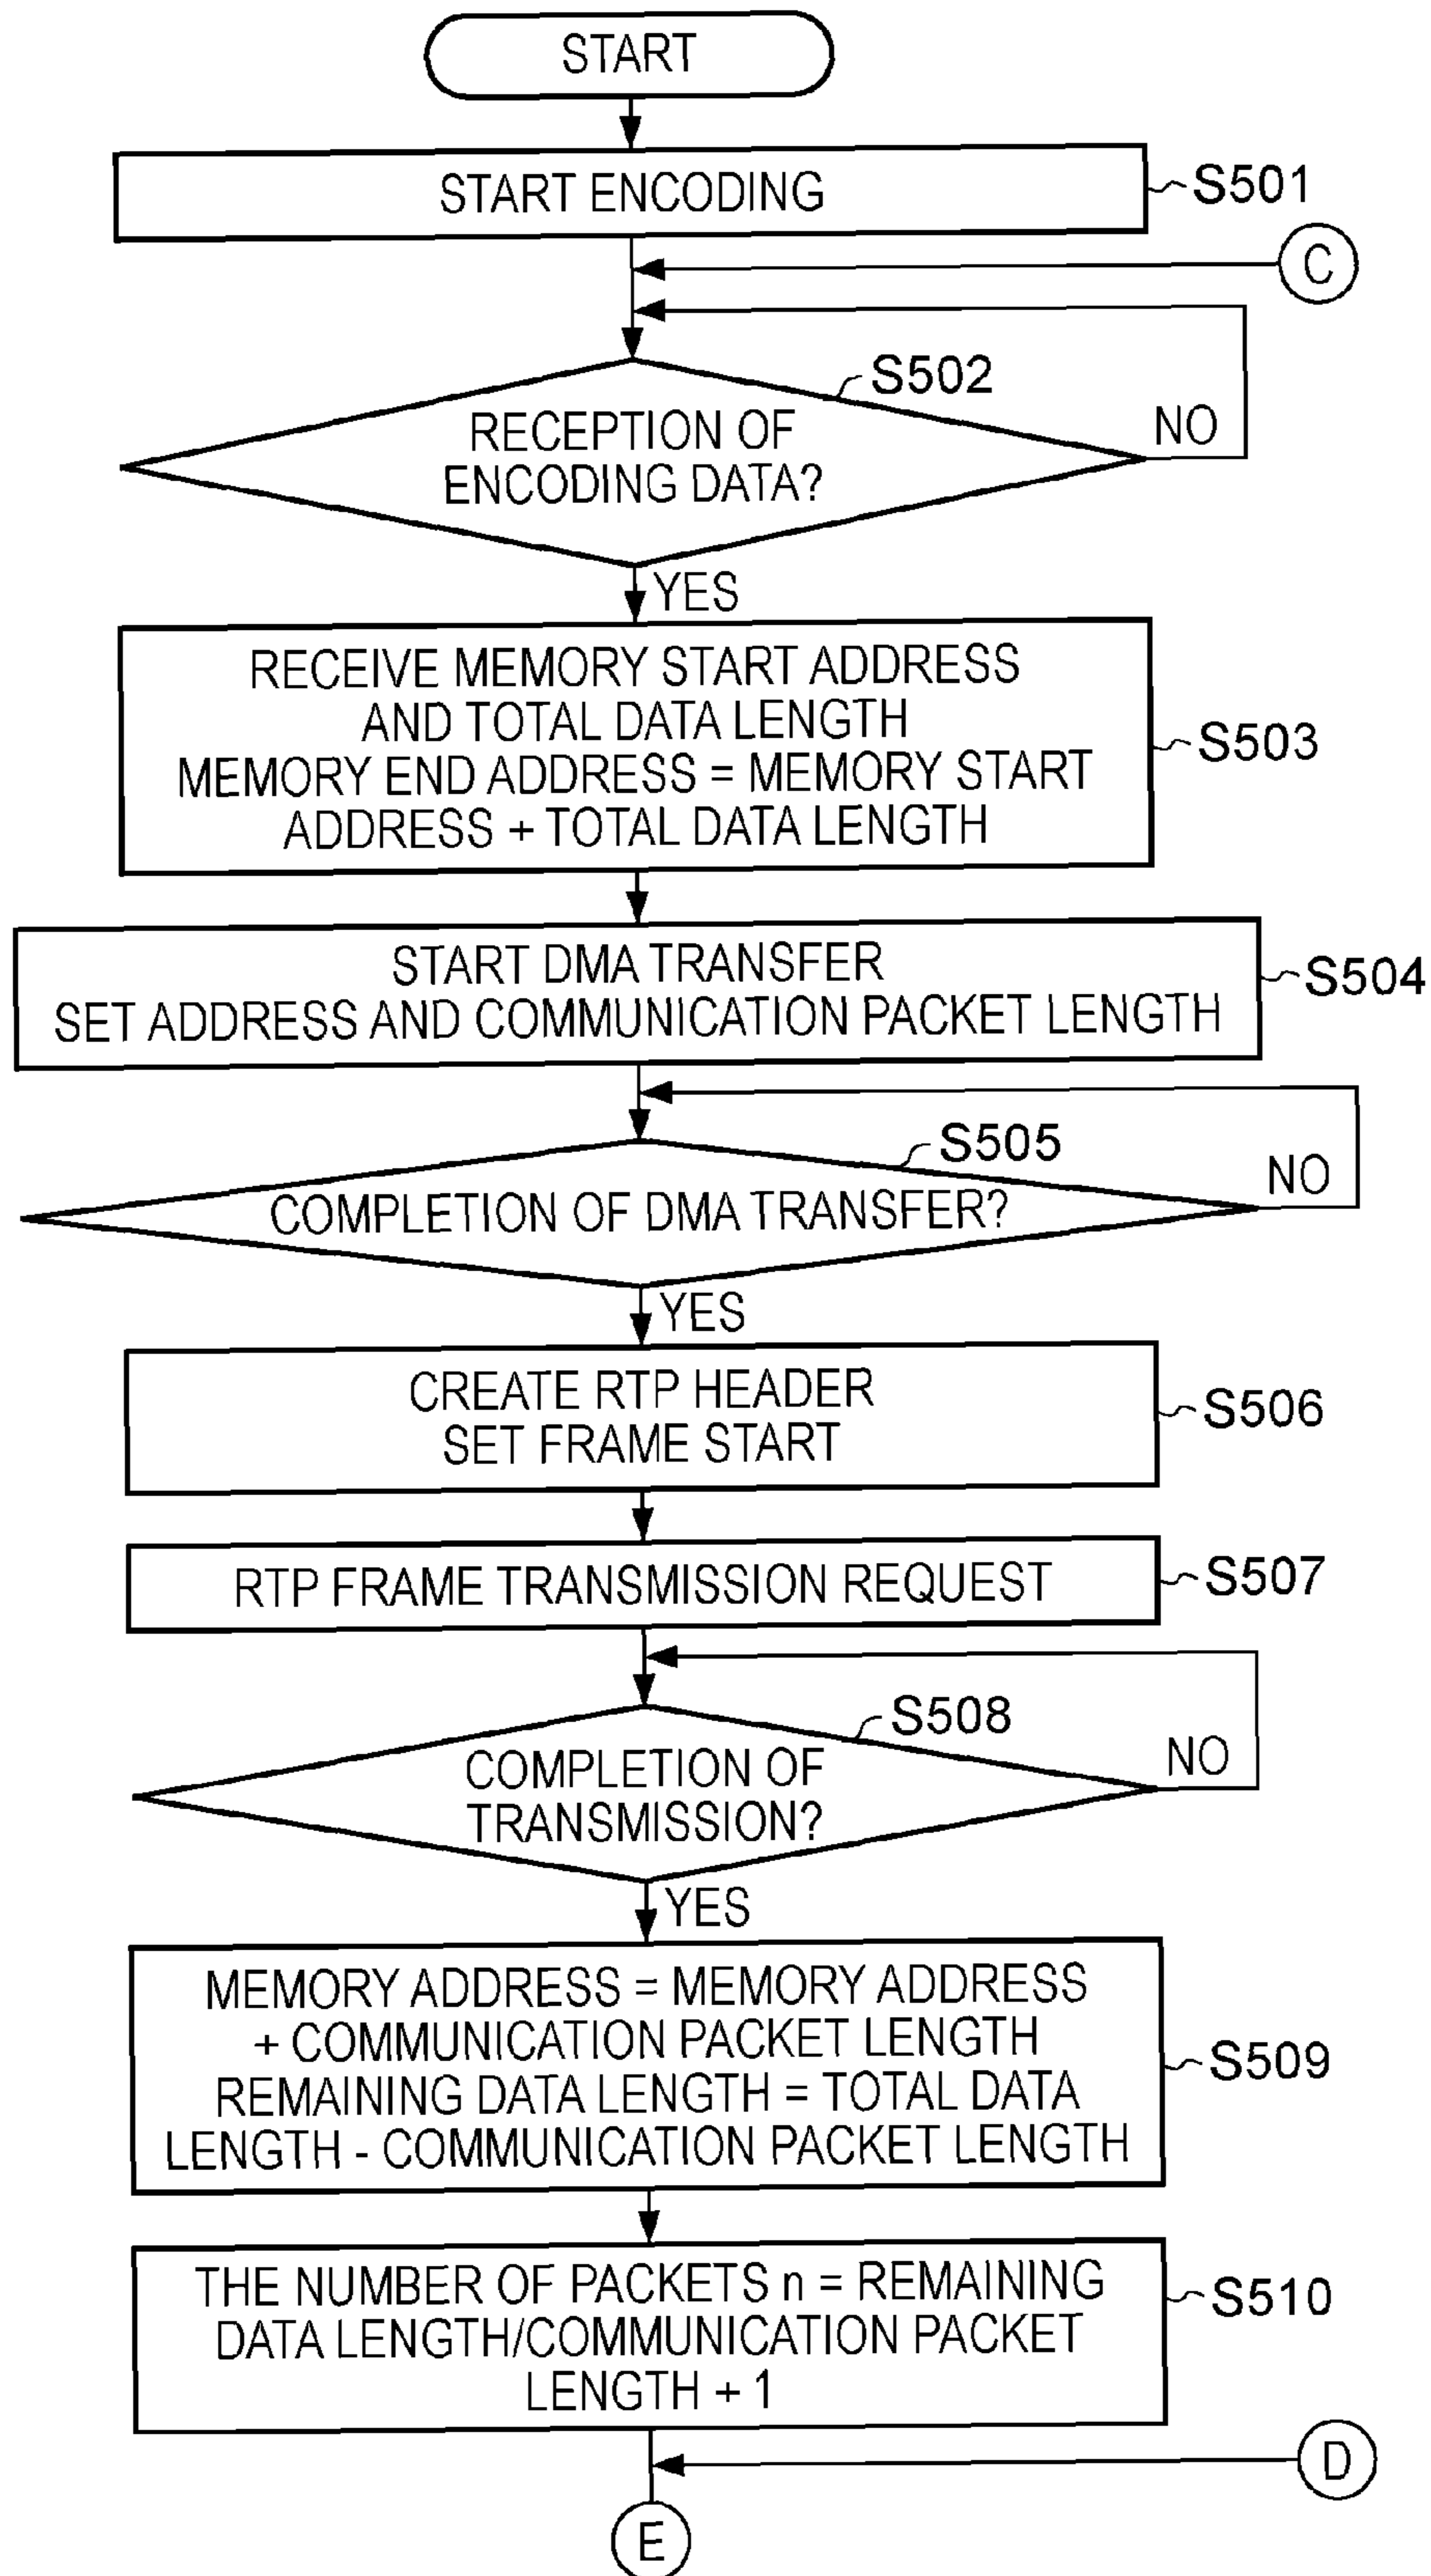 START
START ENCODING
S501
C
S502
RECEPTION OF
ENCODING DATA?
NO
YES
RECEIVE MEMORY START ADDRESS
AND TOTAL DATA LENGTH
MEMORY END ADDRESS = MEMORY START
ADDRESS + TOTAL DATA LENGTH
S503
START DMA TRANSFER
SET ADDRESS AND COMMUNICATION PACKET LENGTH
S504
S505
COMPLETION OF DMA TRANSFER?
NO
YES
CREATE RTP HEADER
SET FRAME START
S506
RTP FRAME TRANSMISSION REQUEST
S507
S508
COMPLETION OF
TRANSMISSION?
NO
YES
MEMORY ADDRESS = MEMORY ADDRESS
+ COMMUNICATION PACKET LENGTH
REMAINING DATA LENGTH = TOTAL DATA
LENGTH - COMMUNICATION PACKET LENGTH
S509
THE NUMBER OF PACKETS n = REMAINING
DATA LENGTH/COMMUNICATION PACKET
LENGTH + 1
S510
D
E